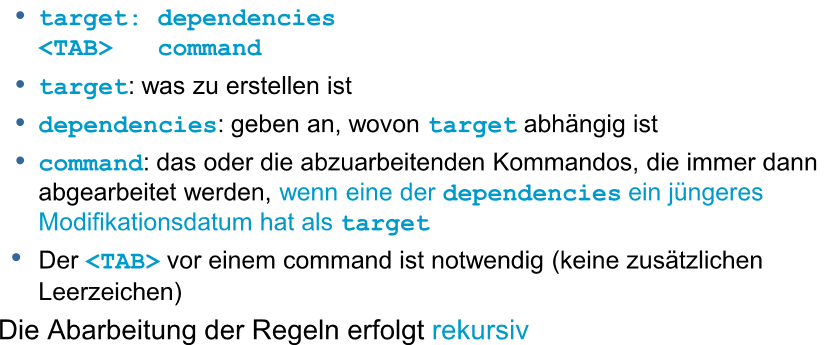 • target: dependencies
<TAB> command
• target: was zu erstellen ist
• dependencies: geben an, wovon target abhängig ist
• command: das oder die abzuarbeitenden Kommandos, die immer dann
abgearbeitet werden, wenn eine der dependencies ein jüngeres
Modifikationsdatum hat als target
• Der <TAB> vor einem command ist notwendig (keine zusätzlichen
Leerzeichen)
Die Abarbeitung der Regeln erfolgt rekursiv